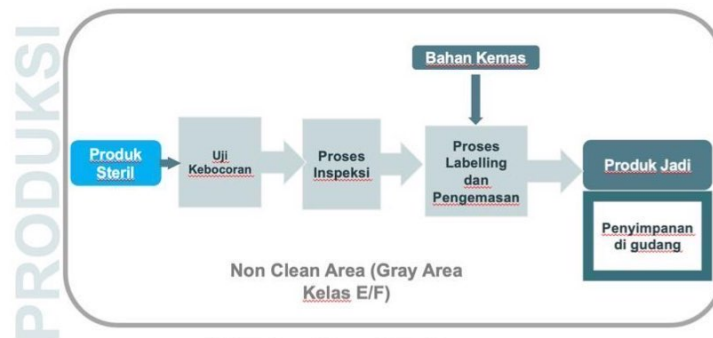 PRODUKSI
Bahan Kemas
Produk
Steril
Uji
Kebocoran
Proses
Inspeksi
Proses
Labelling
dan
Pengemasan
Produk Jadi
Penyimpanan
di gudang
Non Clean Area (Gray Area
Kelas E/F)